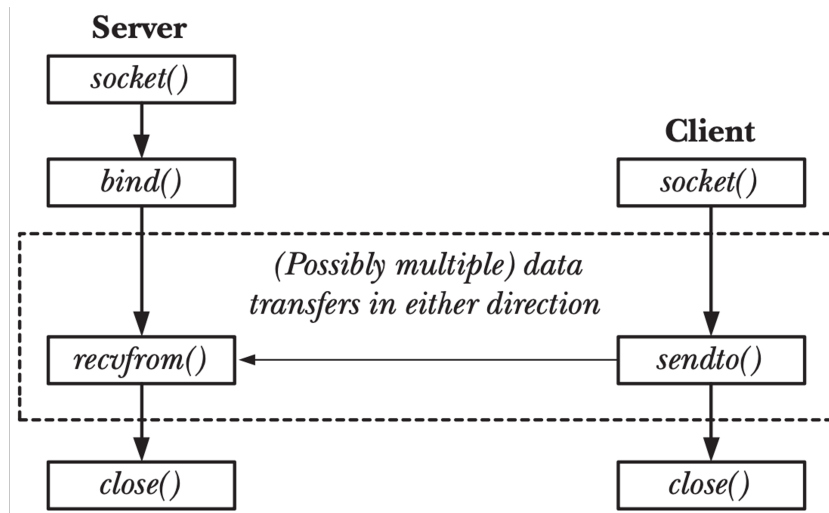 Server
socket()
Client
bind()
socket()
(Possibly multiple) data
transfers in either direction
recvfrom()
sendto()
close()
close()